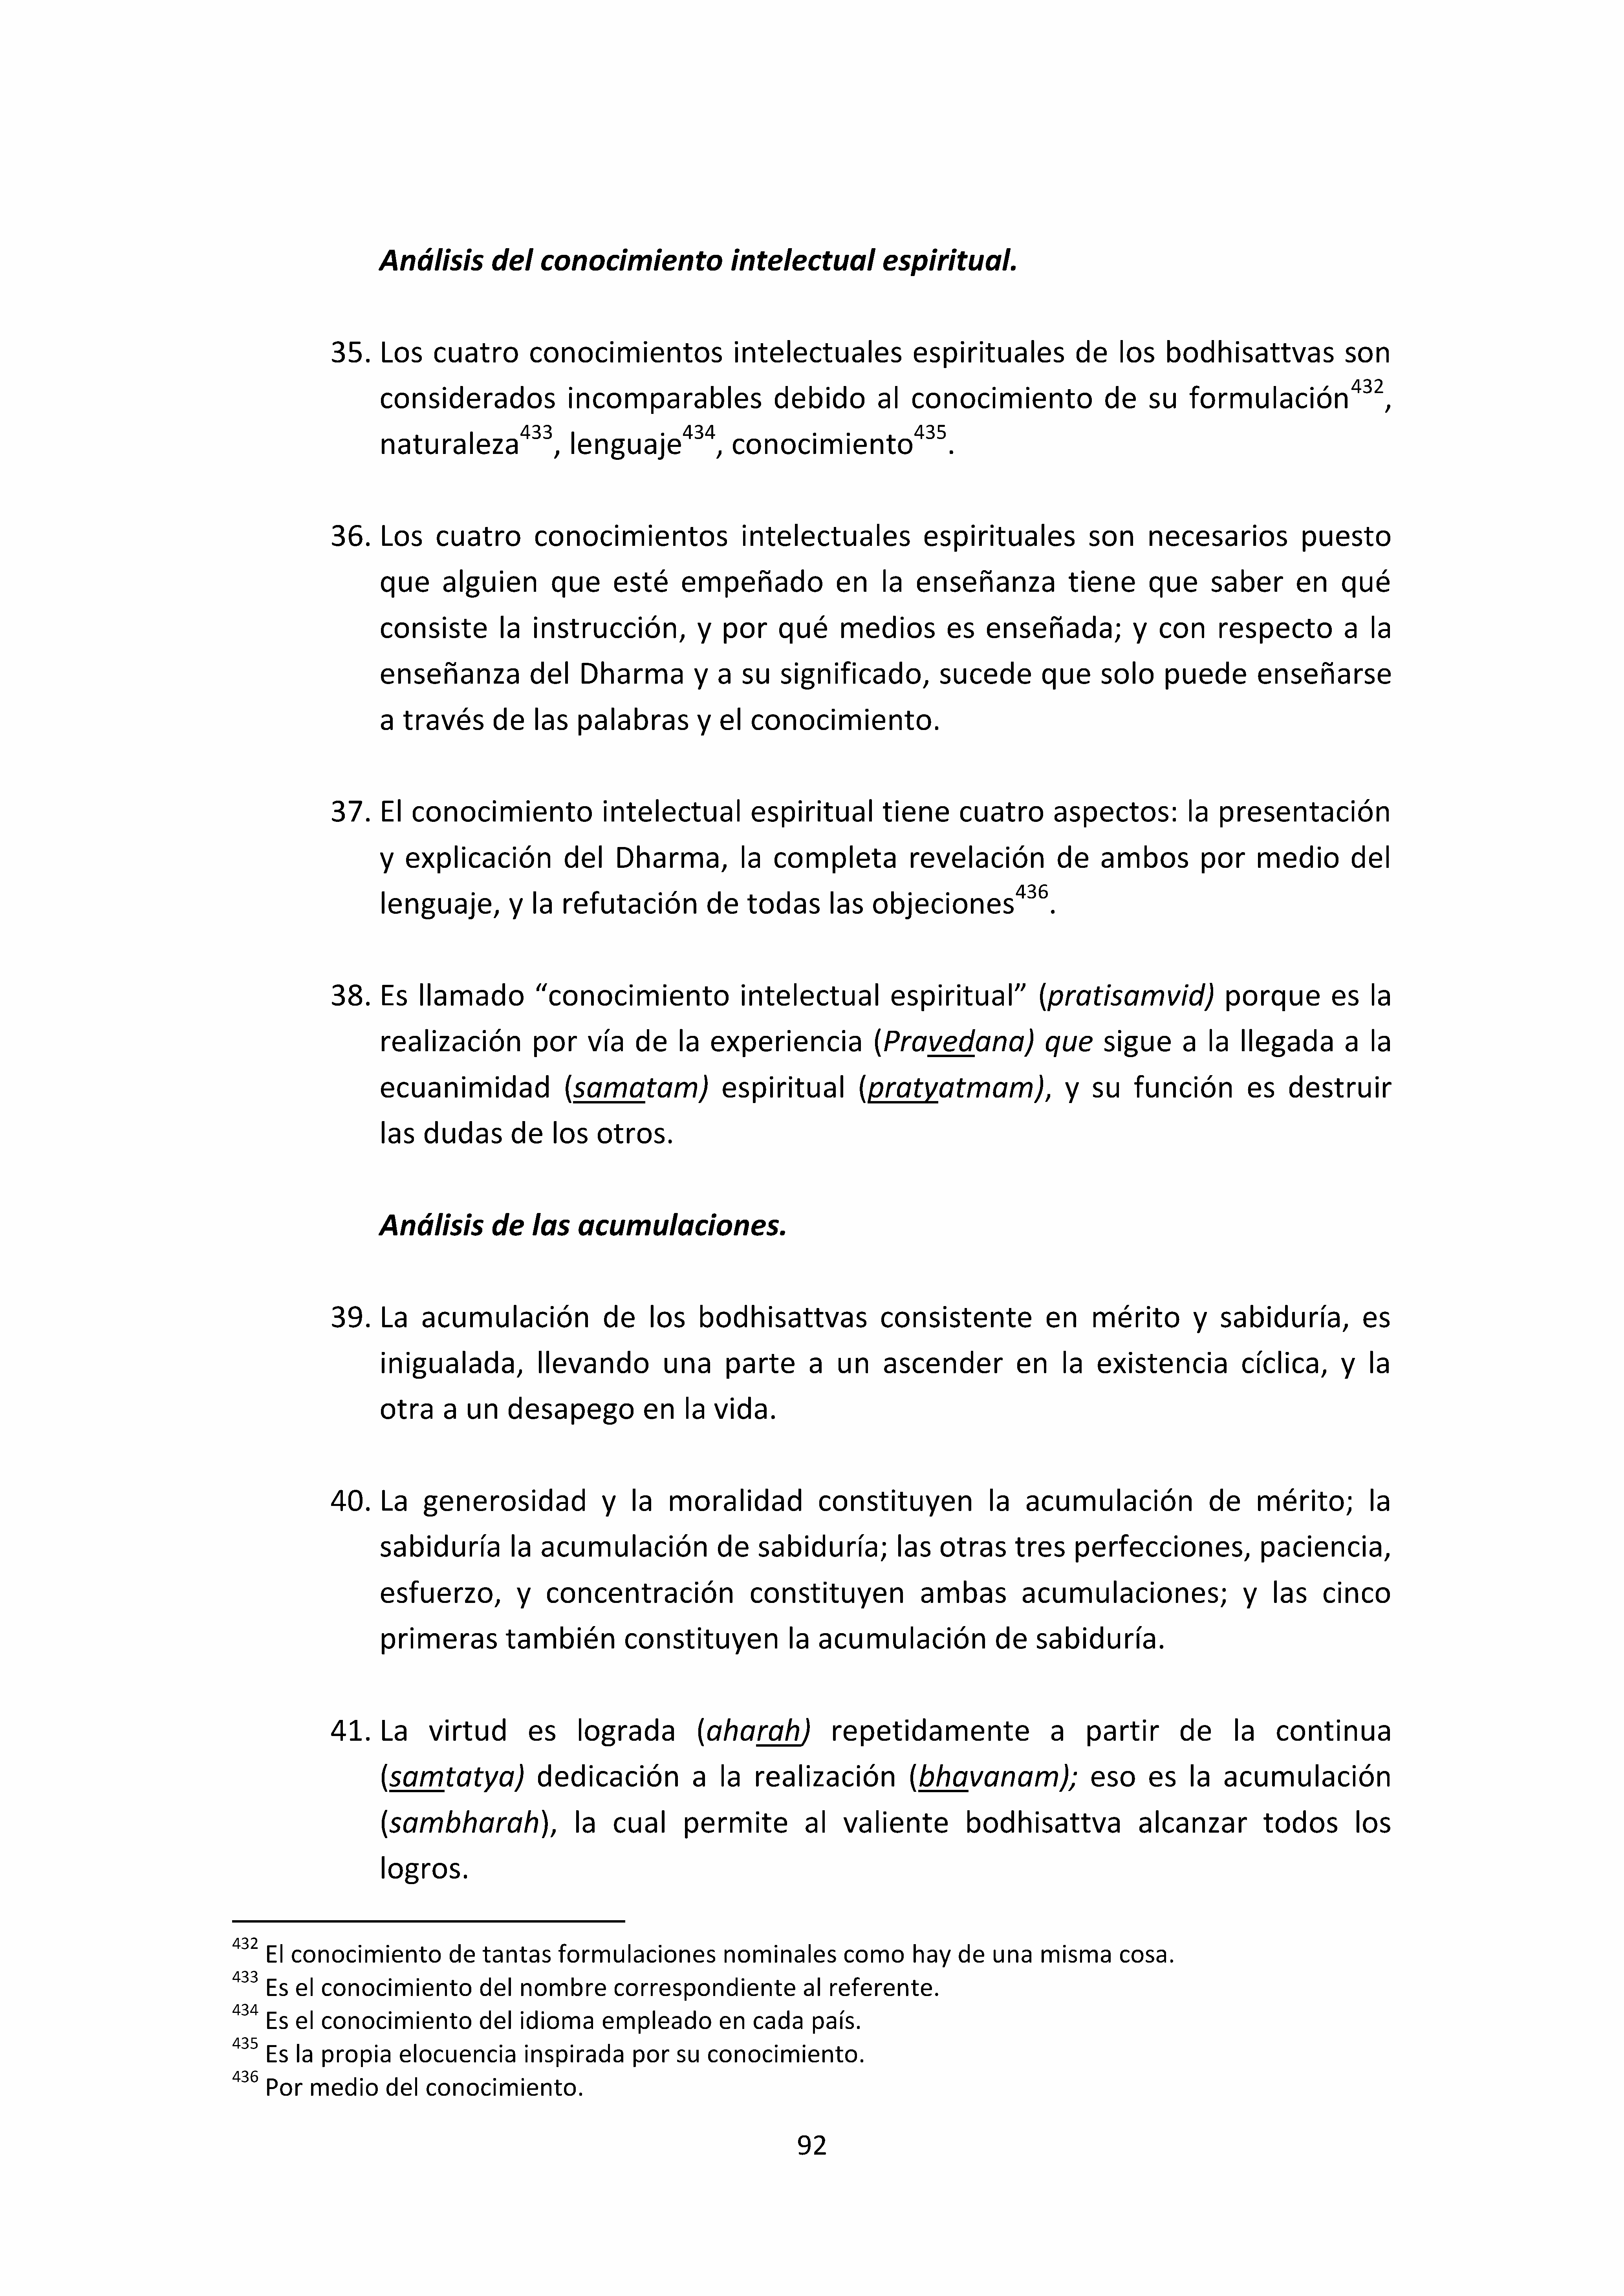 Análisis del conocimiento intelectual espiritual.
35. Los cuatro conocimientos intelectuales espirituales de los bodhisattvas son
considerados incomparables debido al conocimiento de su formulación432,
naturaleza433, lenguaje434, conocimiento435.
36. Los cuatro conocimientos intelectuales espirituales son necesarios puesto
que alguien que esté empeñado en la enseñanza tiene que saber en qué
consiste la instrucción, y por qué medios es enseñada; y con respecto a la
enseñanza del Dharma y a su significado, sucede que solo puede enseñarse
a través de las palabras y el conocimiento.
37. El conocimiento intelectual espiritual tiene cuatro aspectos: la presentación
y explicación del Dharma, la completa revelación de ambos por medio del
lenguaje, y la refutación de todas las objeciones436.
38. Es llamado “conocimiento intelectual espiritual” (pratisamvid) porque es la
realización por vía de la experiencia (Pravedana) que sigue a la llegada a la
ecuanimidad (samatam) espiritual (pratyatmam), y su función es destruir
las dudas de los otros.
Análisis de las acumulaciones.
39. La acumulación de los bodhisattvas consistente en mérito y sabiduría, es
inigualada, llevando una parte a un ascender en la existencia cíclica, y la
otra a un desapego en la vida.
40. La generosidad y la moralidad constituyen la acumulación de mérito; la
sabiduría la acumulación de sabiduría; las otras tres perfecciones, paciencia,
esfuerzo, y concentración constituyen ambas acumulaciones; y las cinco
primeras también constituyen la acumulación de sabiduría.
41. La virtud es lograda (aharah) repetidamente a partir de la continua
(samtatya) dedicación a la realización (bhavanam); eso es la acumulación
(sambharah), la cual permite al valiente bodhisattva alcanzar todos los
logros.
432 El conocimiento de tantas formulaciones nominales como hay de una misma cosa.
433 Es el conocimiento del nombre correspondiente al referente.
434 Es el conocimiento del idioma empleado en cada país.
435 Es la propia elocuencia inspirada por su conocimiento.
436 Por medio del conocimiento.
92